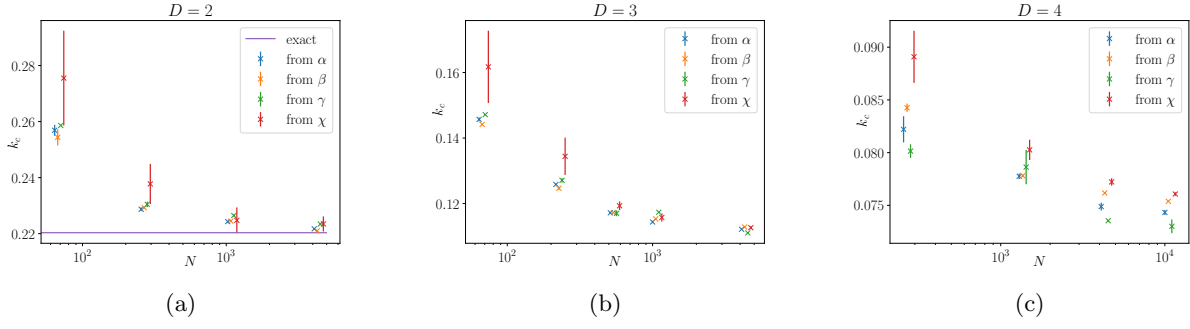 D = 2
0.28
0.26
0.24
0.22
k_c
10^2
10^3
N
exact
from α
from β
from γ
from χ
(a)
D = 3
0.16
0.14
0.12
k_c
10^2
10^3
N
from α
from β
from γ
from χ
(b)
D = 4
0.090
0.085
0.080
0.075
k_c
10^3
10^4
N
from α
from β
from γ
from χ
(c)